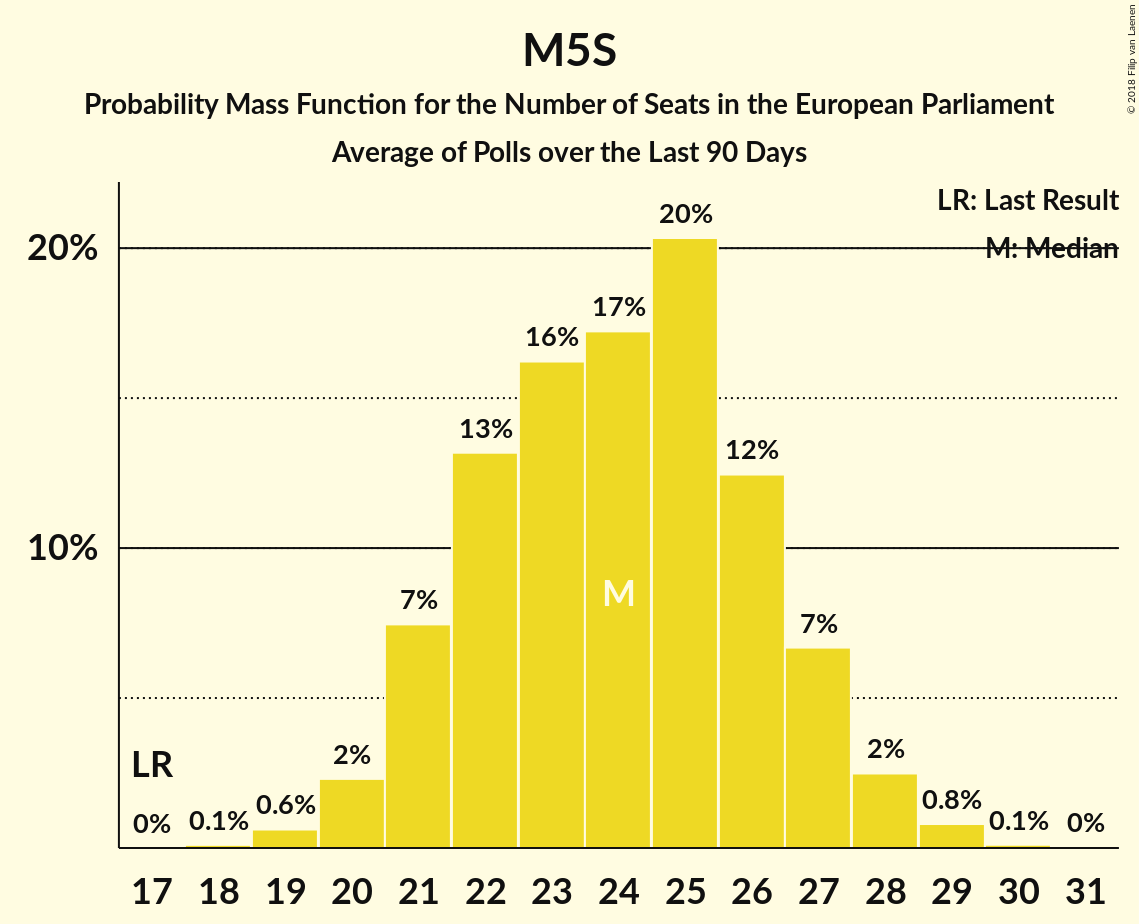 M5S
Probability Mass Function for the Number of Seats in the European Parliament
Average of Polls over the Last 90 Days
© 2018 Filip van Laenen
LR: Last Result
M: Median
20%
10%
LR
0%
0.1%
0.6%
2%
7%
13%
16%
17%
20%
12%
7%
2%
0.8%
0.1%
0%
M
17 18 19 20 21 22 23 24 25 26 27 28 29 30 31